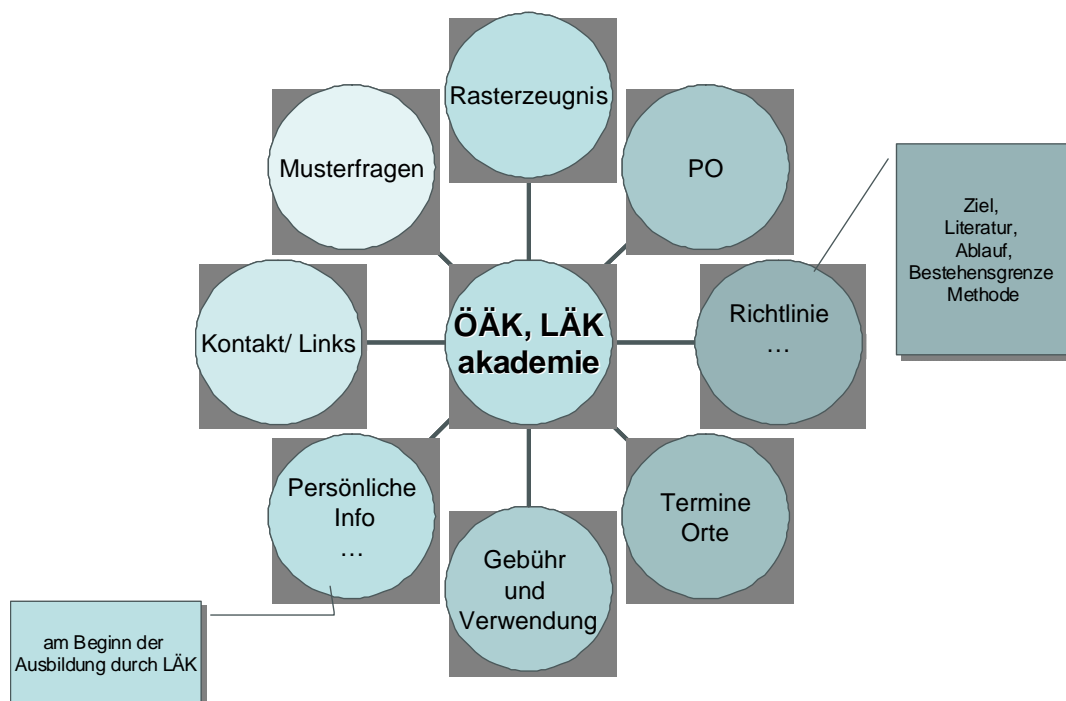 Rasterzeugnis
Musterfragen
PO
Ziel,
Literatur,
Ablauf,
Bestehensgrenze
Methode
Kontakt/ Links
ÖÄK, LÄK
akademie
Richtlinie
…
Persönliche
Info
…
Termine
Orte
Gebühr
und
Verwendung
am Beginn der
Ausbildung durch LÄK